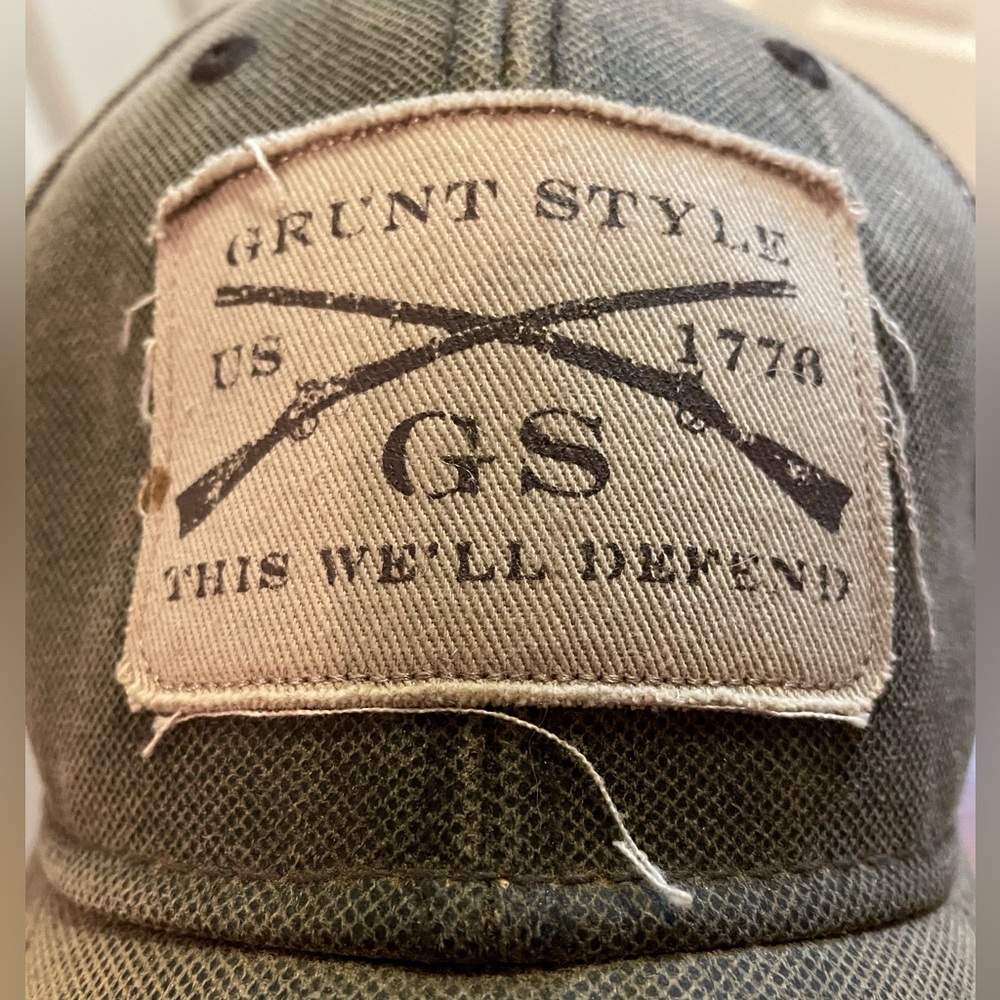 GRUNT STYLE
US 1776
GS
THIS WE'LL DEFEND